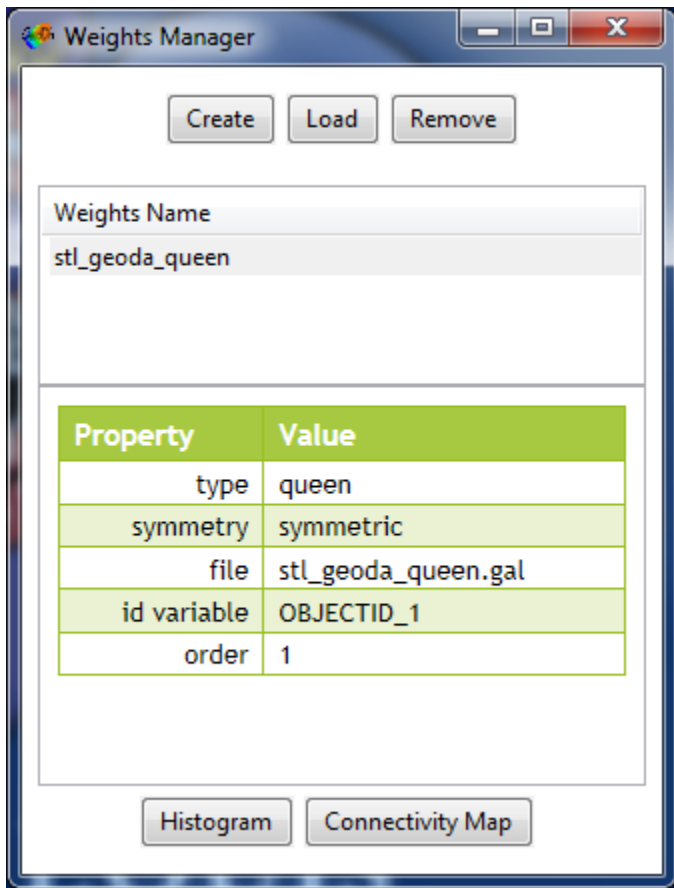 Weights Manager
Create Load Remove
Weights Name
stl_geoda_queen
Property Value
type queen
symmetry symmetric
file stl_geoda_queen.gal
id variable OBJECTID_1
order 1
Histogram Connectivity Map